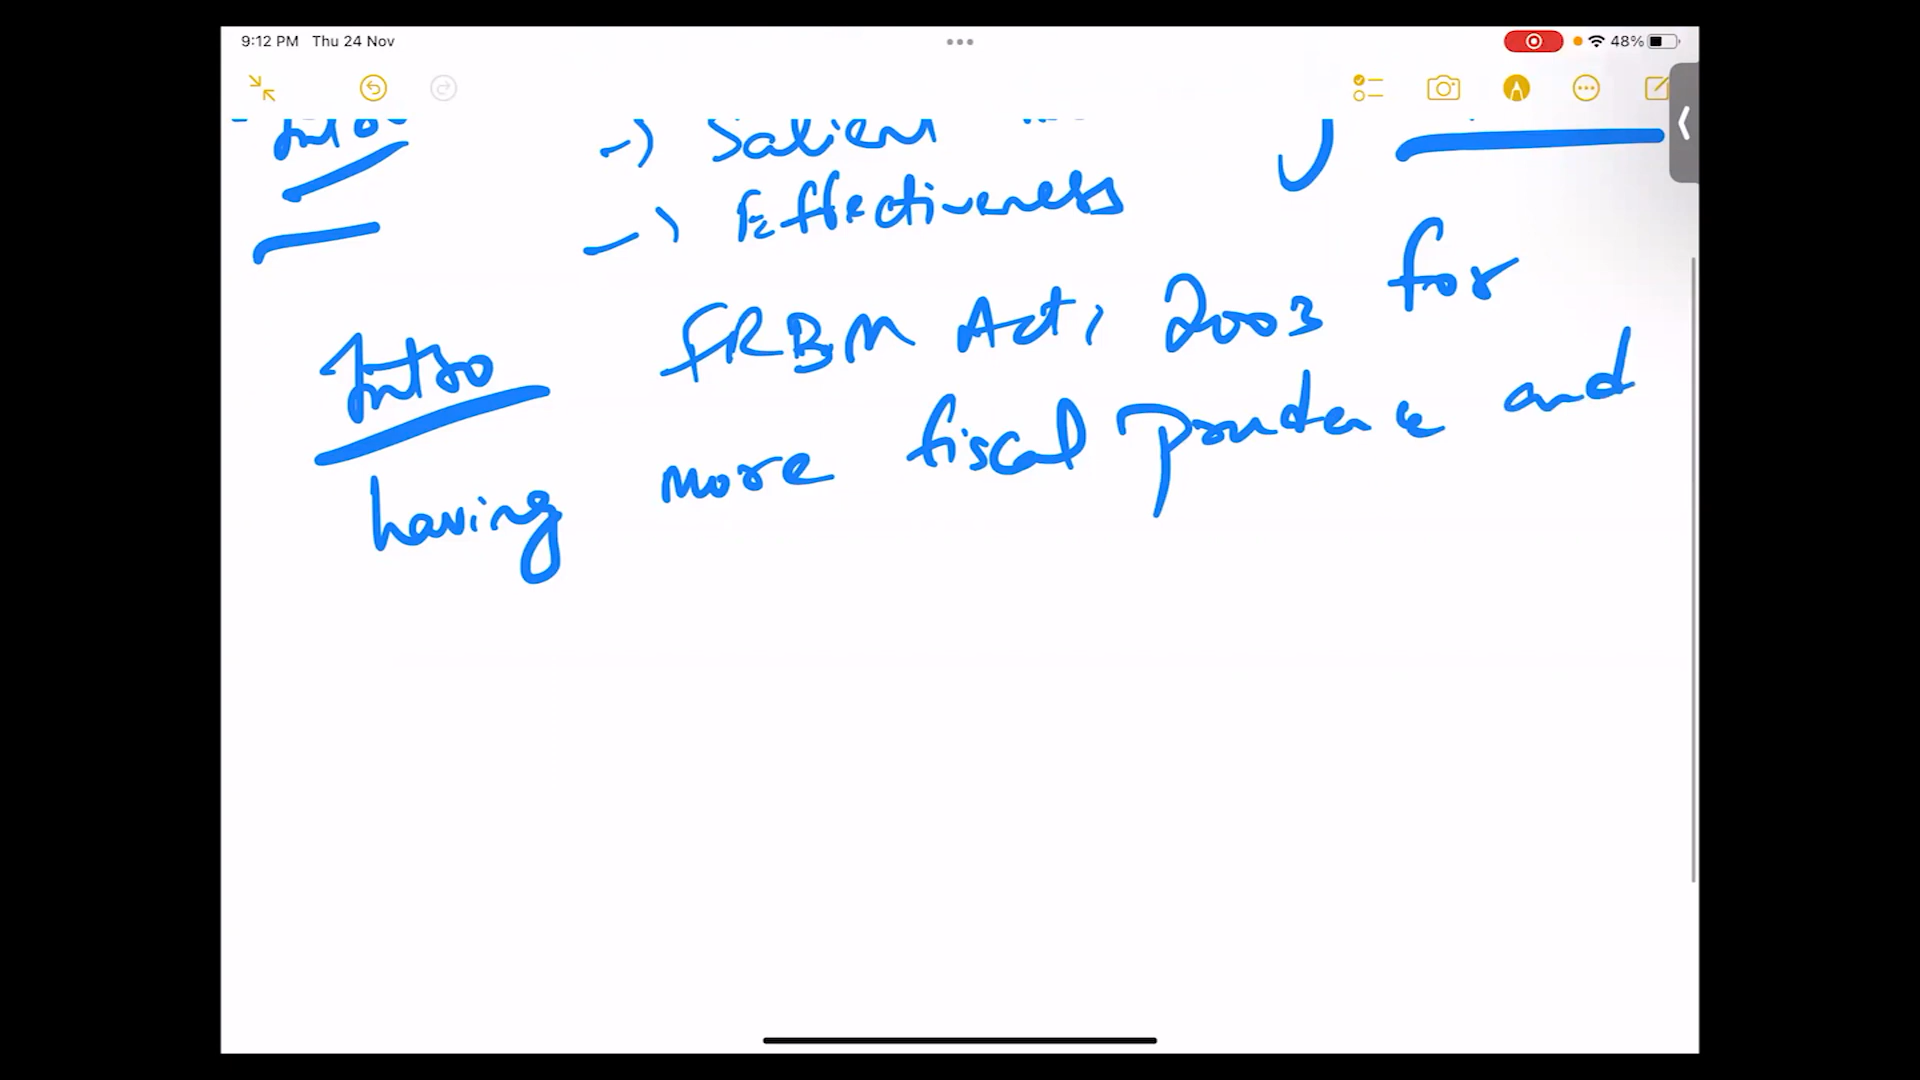 9:12 PM Thu 24 Nov
48%
Intro -> Salient
-> Effectiveness
Intro FRBM Act, 2003 for
having more fiscal prudence and